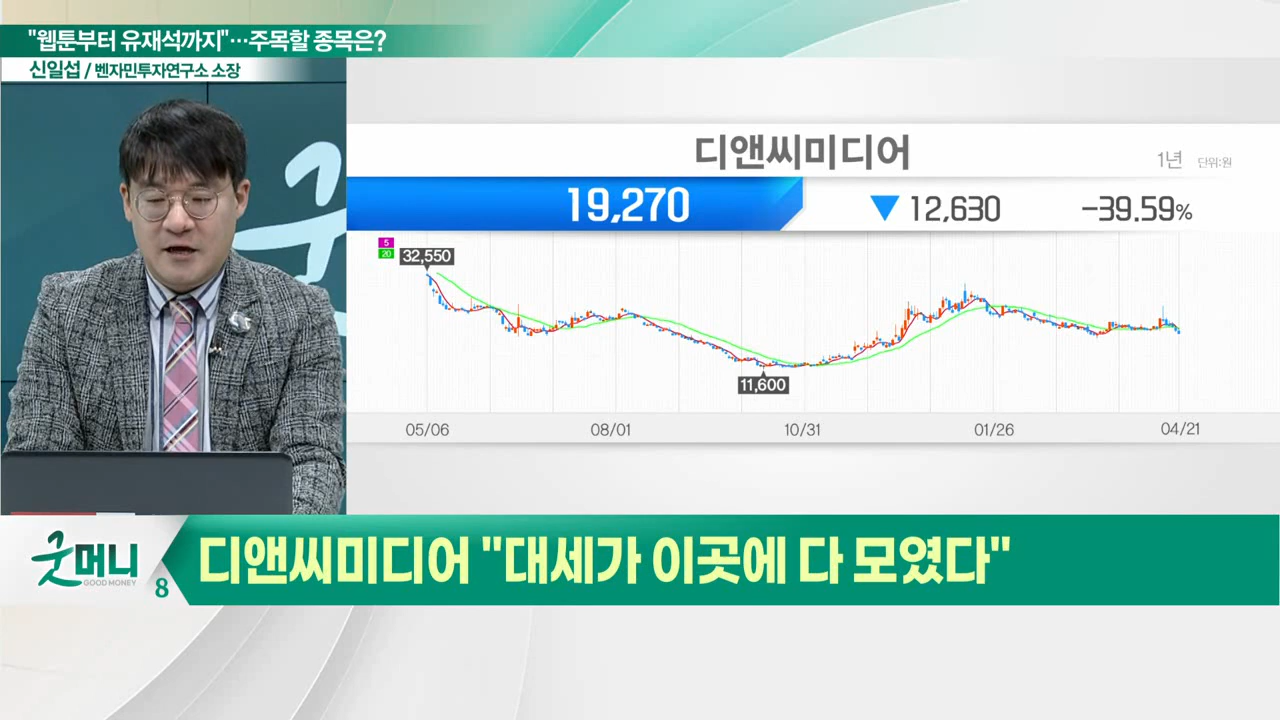 "웹툰부터 유재석까지"…주목할 종목은?
신일섭 / 벤자민투자연구소 소장
디앤씨미디어
1년 단위:원
19,270 ▼ 12,630 -39.59%
5
20
32,550
11,600
05/06 08/01 10/31 01/26 04/21
굿머니
GOOD MONEY
8
디앤씨미디어 "대세가 이곳에 다 모였다"